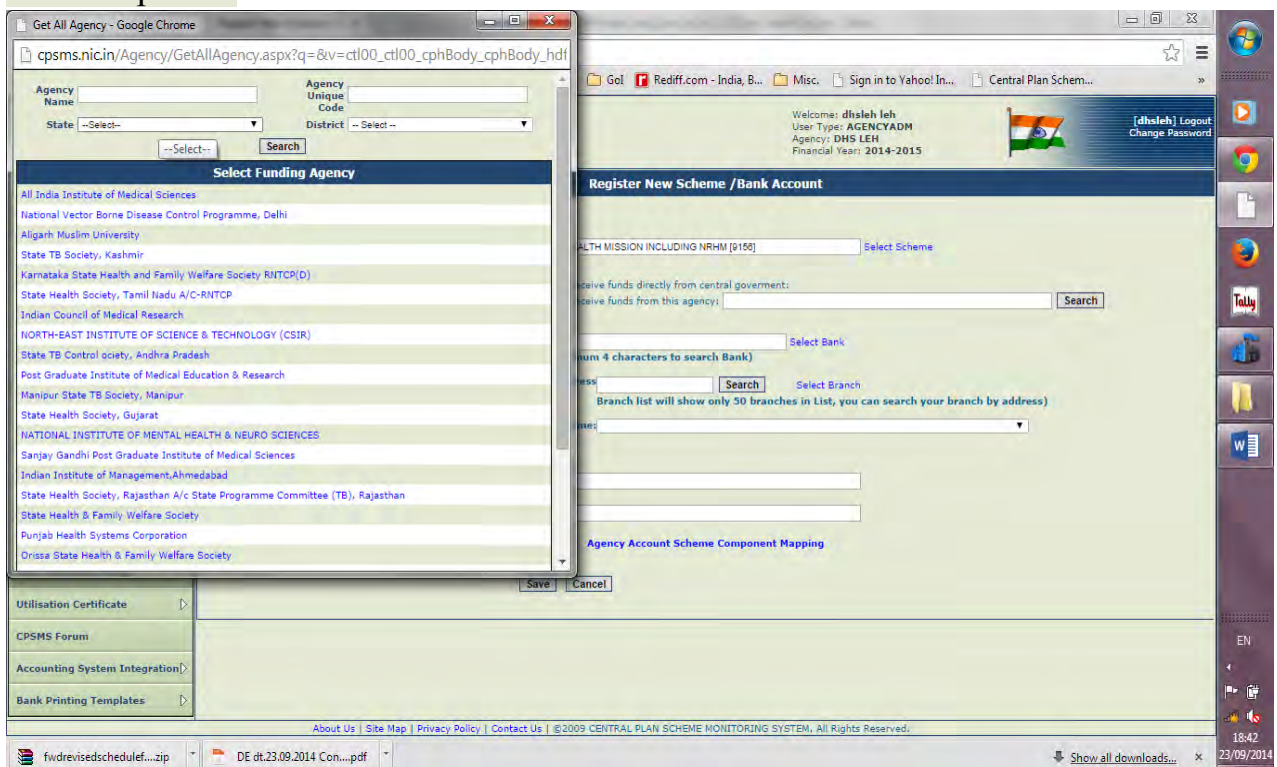 Get All Agency - Google Chrome
cpsms.nic.in/Agency/GetAllAgency.aspx?q=&v=ctl00_ctl00_cphBody_cphBody_hdf
Agency Name
Agency Unique Code
State --Select--
District -- Select --
--Select--
Search
Select Funding Agency
All India Institute of Medical Sciences
National Vector Borne Disease Control Programme, Delhi
Aligarh Muslim University
State TB Society, Kashmir
Karnataka State Health and Family Welfare Society RNTCP(D)
State Health Society, Tamil Nadu A/C-RNTCP
Indian Council of Medical Research
NORTH-EAST INSTITUTE OF SCIENCE & TECHNOLOGY (CSIR)
State TB Control ociety, Andhra Pradesh
Post Graduate Institute of Medical Education & Research
Manipur State TB Society, Manipur
State Health Society, Gujarat
NATIONAL INSTITUTE OF MENTAL HEALTH & NEURO SCIENCES
Sanjay Gandhi Post Graduate Institute of Medical Sciences
Indian Institute of Management,Ahmedabad
State Health Society, Rajasthan A/c State Programme Committee (TB), Rajasthan
State Health & Family Welfare Society
Punjab Health Systems Corporation
Orissa State Health & Family Welfare Society
GoI Rediff.com - India, B... Misc. Sign in to Yahoo! In... Central Plan Schem... »
Welcome: dhsleh leh
User Type: AGENCYADM
Agency: DHS LEH
Financial Year: 2014-2015
[dhsleh] Logout
Change Password
Register New Scheme /Bank Account
ALTH MISSION INCLUDING NRHM [9156] Select Scheme
eceive funds directly from central goverment:
eceive funds from this agency: Search
Select Bank
num 4 characters to search Bank)
ess Search Select Branch
Branch list will show only 50 branches in List, you can search your branch by address)
me:
Agency Account Scheme Component Mapping
Save Cancel
Utilisation Certificate
CPSMS Forum
Accounting System Integration
Bank Printing Templates
About Us | Site Map | Privacy Policy | Contact Us | ©2009 CENTRAL PLAN SCHEME MONITORING SYSTEM, All Rights Reserved.
fwdrevisedschedulef....zip DE dt.23.09.2014 Con....pdf Show all downloads...
Tally
EN
18:42
23/09/2014